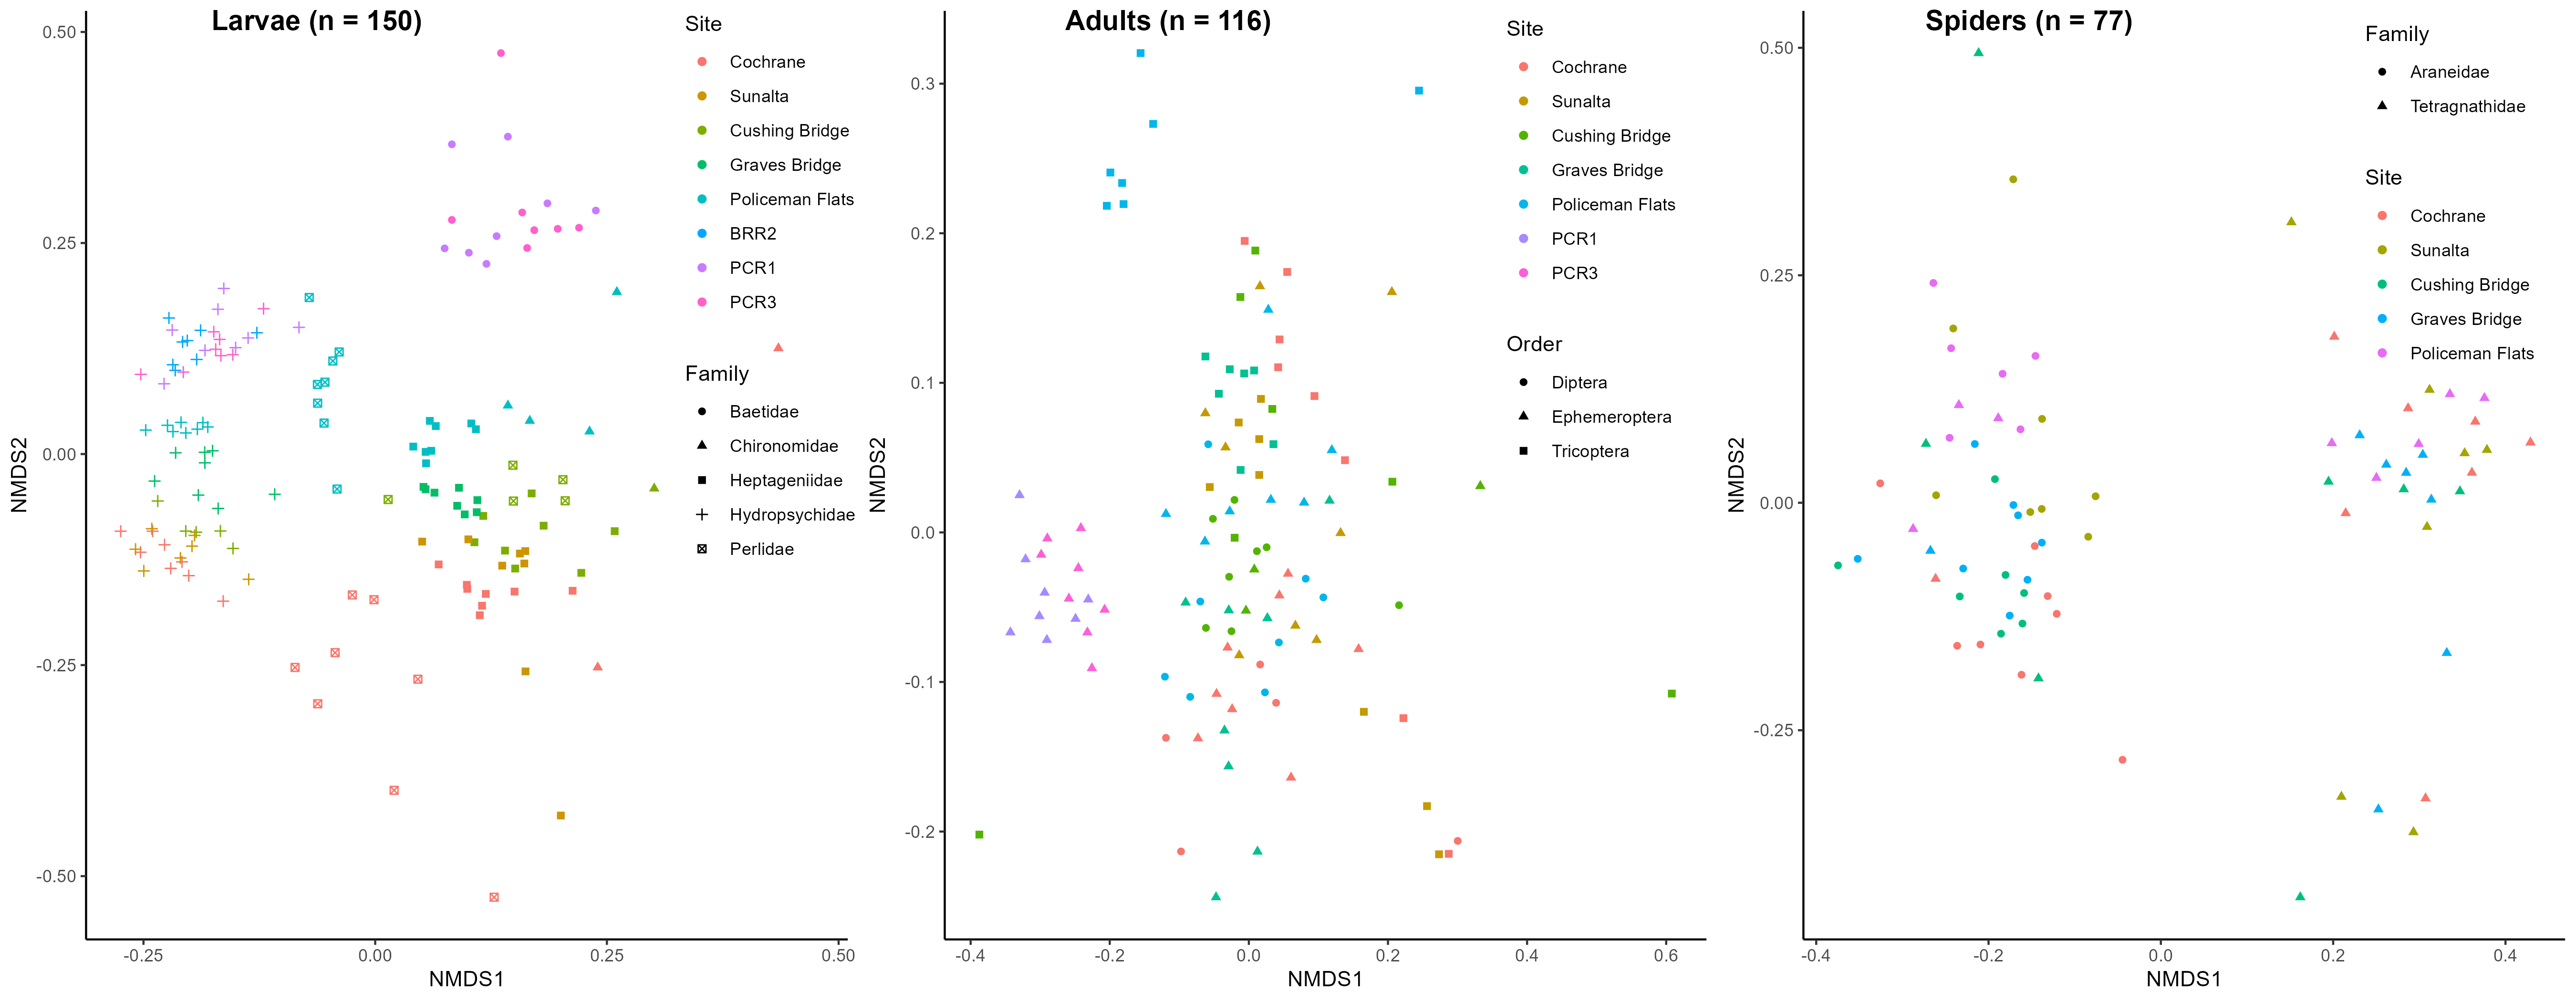 Larvae (n = 150)
Site
Cochrane
Sunalta
Cushing Bridge
Graves Bridge
Policeman Flats
BRR2
PCR1
PCR3
Family
Baetidae
Chironomidae
Heptageniidae
Hydropsychidae
Perlidae
0.50
0.25
0.00
-0.25
-0.50
NMDS2
-0.25
0.00
0.25
0.50
NMDS1
Adults (n = 116)
Site
Cochrane
Sunalta
Cushing Bridge
Graves Bridge
Policeman Flats
PCR1
PCR3
Order
Diptera
Ephemeroptera
Tricoptera
0.3
0.2
0.1
0.0
-0.1
-0.2
NMDS2
-0.4
-0.2
0.0
0.2
0.4
0.6
NMDS1
Spiders (n = 77)
Family
Araneidae
Tetragnathidae
Site
Cochrane
Sunalta
Cushing Bridge
Graves Bridge
Policeman Flats
0.50
0.25
0.00
-0.25
NMDS2
-0.4
-0.2
0.0
0.2
0.4
NMDS1